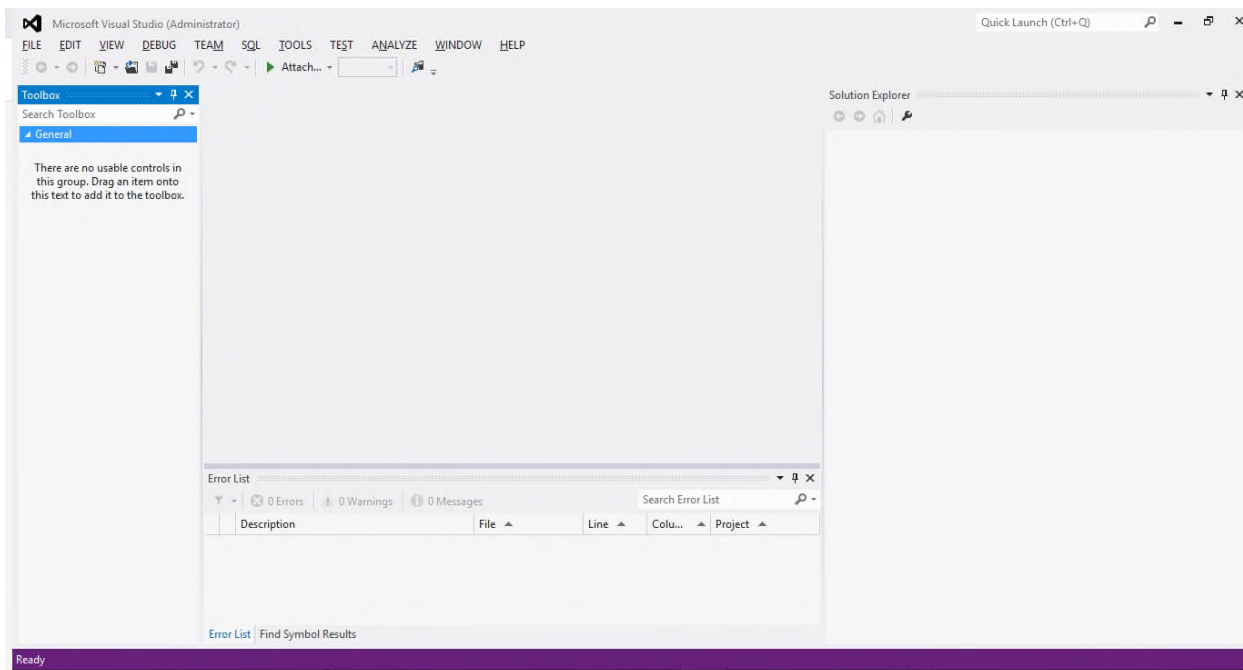 Microsoft Visual Studio (Administrator)
Quick Launch (Ctrl+Q)
FILE EDIT VIEW DEBUG TEAM SQL TOOLS TEST ANALYZE WINDOW HELP
Attach...
Toolbox
Search Toolbox
General
There are no usable controls in
this group. Drag an item onto
this text to add it to the toolbox.
Solution Explorer
Error List
0 Errors 0 Warnings 0 Messages Search Error List
Description File Line Colu... Project
Error List Find Symbol Results
Ready